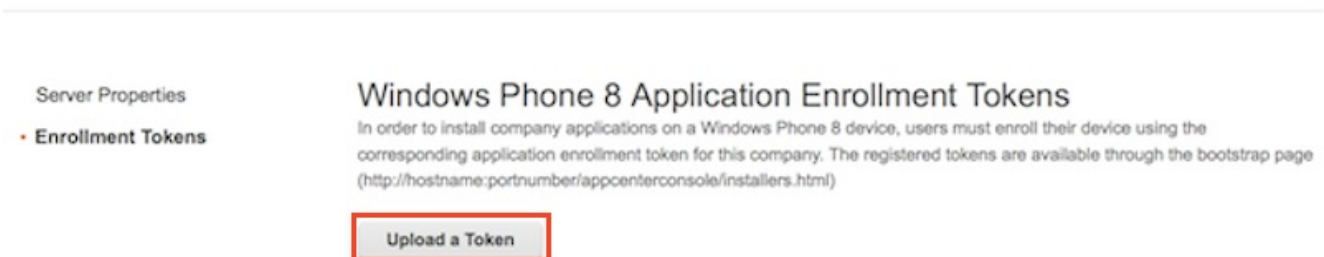 Server Properties
Enrollment Tokens
Windows Phone 8 Application Enrollment Tokens
In order to install company applications on a Windows Phone 8 device, users must enroll their device using the
corresponding application enrollment token for this company. The registered tokens are available through the bootstrap page
(http://hostname:portnumber/appcenterconsole/installers.html)
Upload a Token